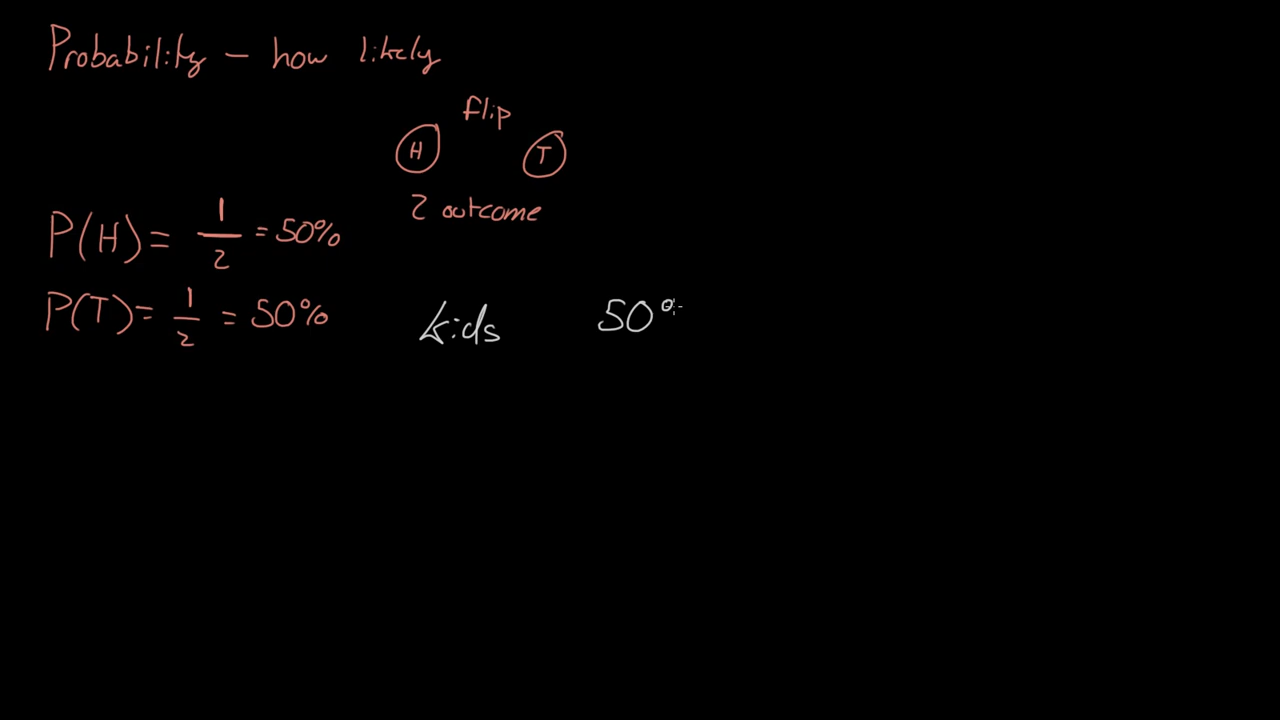 Probability - how likely
flip
H T
2 outcome
P(H) = 1/2 = 50%
P(T) = 1/2 = 50%
kids 50%